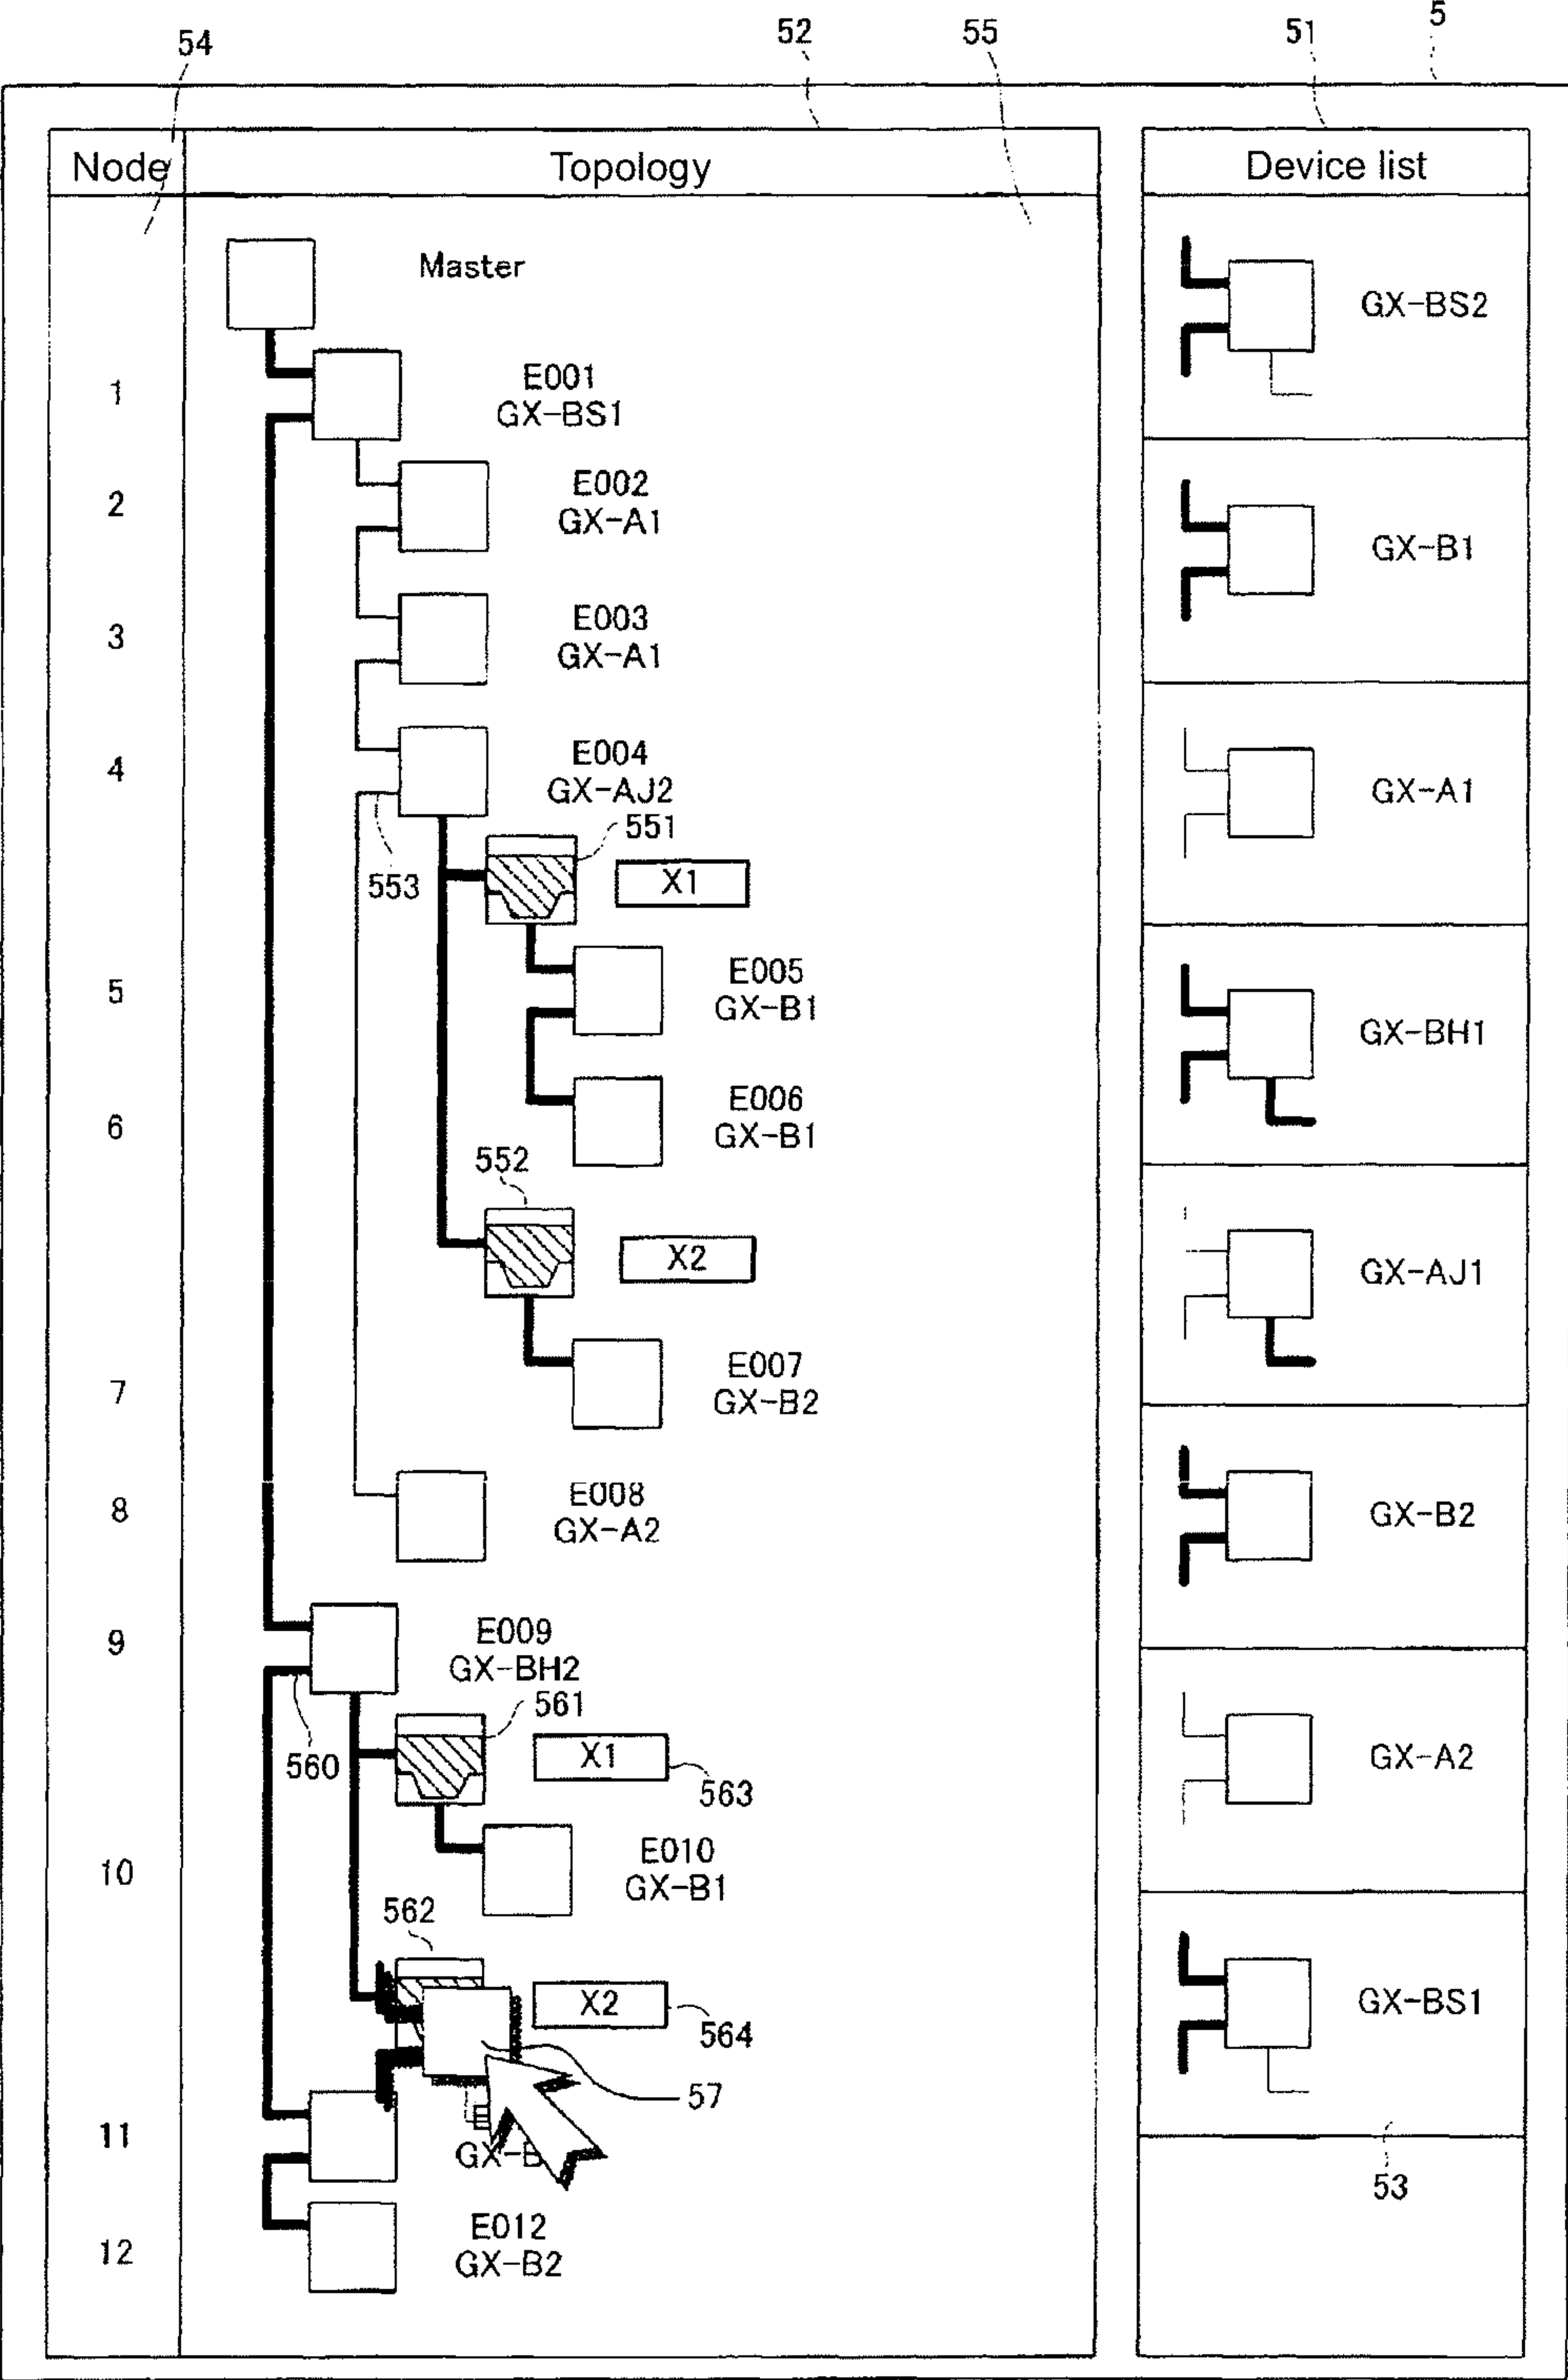 54
52
55
51
5
Node
Topology
Device list
Master
1
E001
GX-BS1
2
E002
GX-A1
3
E003
GX-A1
4
E004
GX-AJ2
551
553
X1
5
E005
GX-B1
6
E006
GX-B1
552
X2
7
E007
GX-B2
8
E008
GX-A2
9
E009
GX-BH2
561
560
X1
563
10
E010
GX-B1
562
X2
564
57
11
GX-B
12
E012
GX-B2
GX-BS2
GX-B1
GX-A1
GX-BH1
GX-AJ1
GX-B2
GX-A2
GX-BS1
53